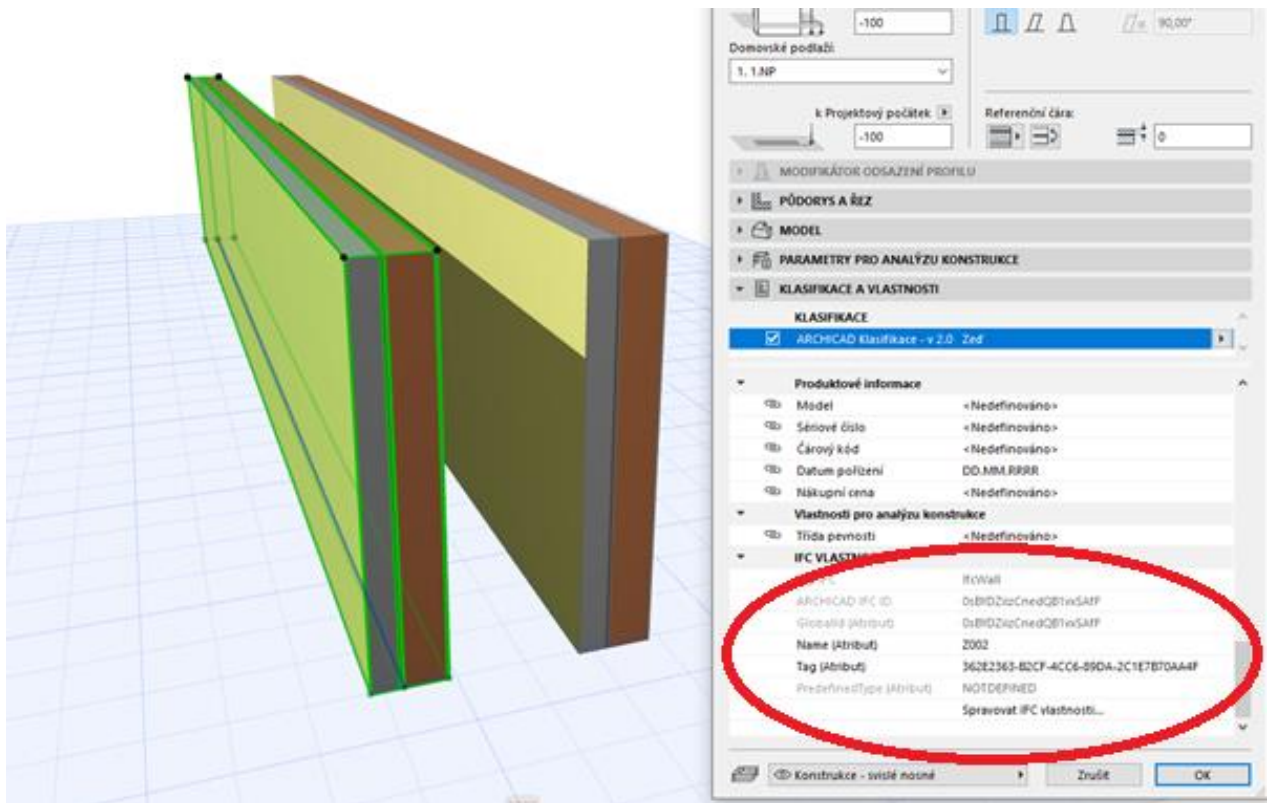 -100
90,00°
Domovské podlaží:
1. 1.NP
k Projektový počátek
Referenční čára:
-100
0
MODIFIKÁTOR ODSAZENÍ PROFILU
PŮDORYS A ŘEZ
MODEL
PARAMETRY PRO ANALÝZU KONSTRUKCE
KLASIFIKACE A VLASTNOSTI
KLASIFIKACE
ARCHICAD Klasifikace - v 2.0 Zeď
Produktové informace
Model <Nedefinováno>
Sériové číslo <Nedefinováno>
Čárový kód <Nedefinováno>
Datum pořízení DD.MM.RRRR
Nákupní cena <Nedefinováno>
Vlastnosti pro analýzu konstrukce
Třída pevnosti <Nedefinováno>
IFC
IfcWall
ARCHICAD IFC ID
GlobalId (Atribut)
Name (Atribut) Z002
Tag (Atribut) 362E2363-B2CF-4CC6-89DA-2C1E7B70AA4F
PredefinedType (Atribut) NOTDEFINED
Spravovat IFC vlastnosti...
Konstrukce - svislé nosné
Zrušit
OK